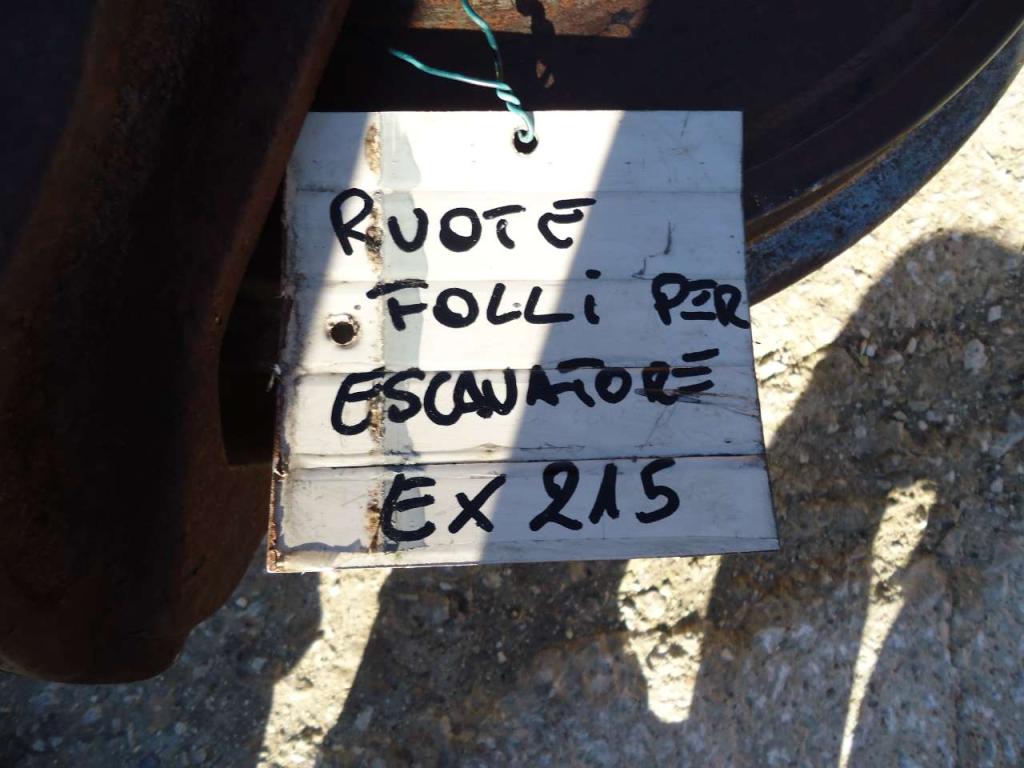 RUOTE
FOLLi PER
ESCAVATORE
EX 215